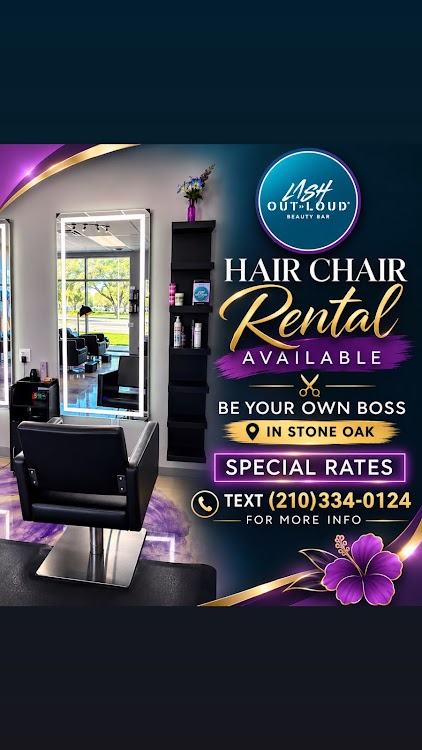 LASH
OUT LOUD
BEAUTY BAR
HAIR CHAIR
Rental
AVAILABLE
BE YOUR OWN BOSS
IN STONE OAK
SPECIAL RATES
TEXT (210)334-0124
FOR MORE INFO